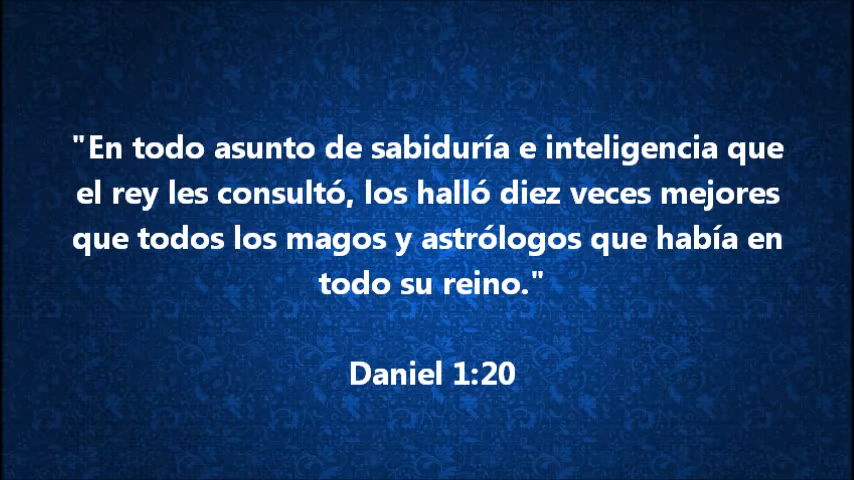 "En todo asunto de sabiduría e inteligencia que
el rey les consultó, los halló diez veces mejores
que todos los magos y astrólogos que había en
todo su reino."
Daniel 1:20